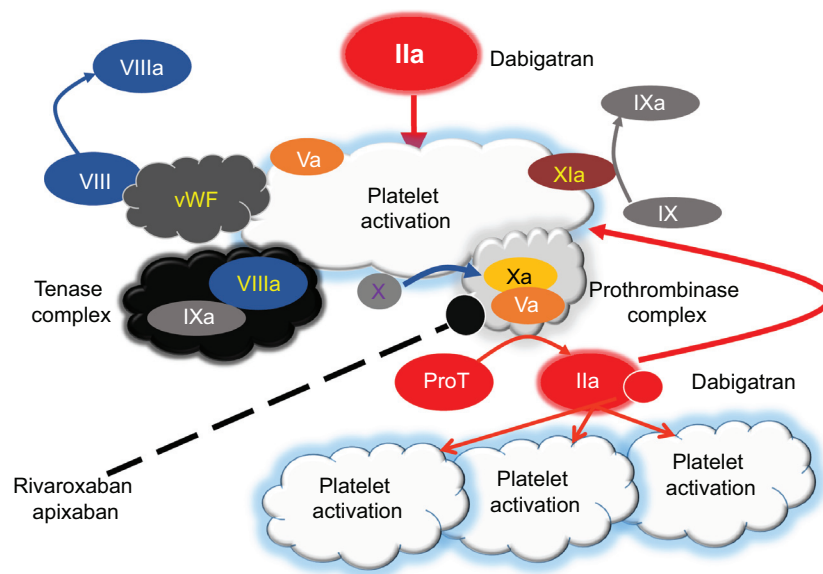 IIa
Dabigatran
VIIIa
IXa
Va
VIII
vWF
XIa
Platelet
activation
IX
Tenase
complex
VIIIa
IXa
X
Xa
Va
Prothrombinase
complex
ProT
IIa
Dabigatran
Rivaroxaban
apixaban
Platelet
activation
Platelet
activation
Platelet
activation